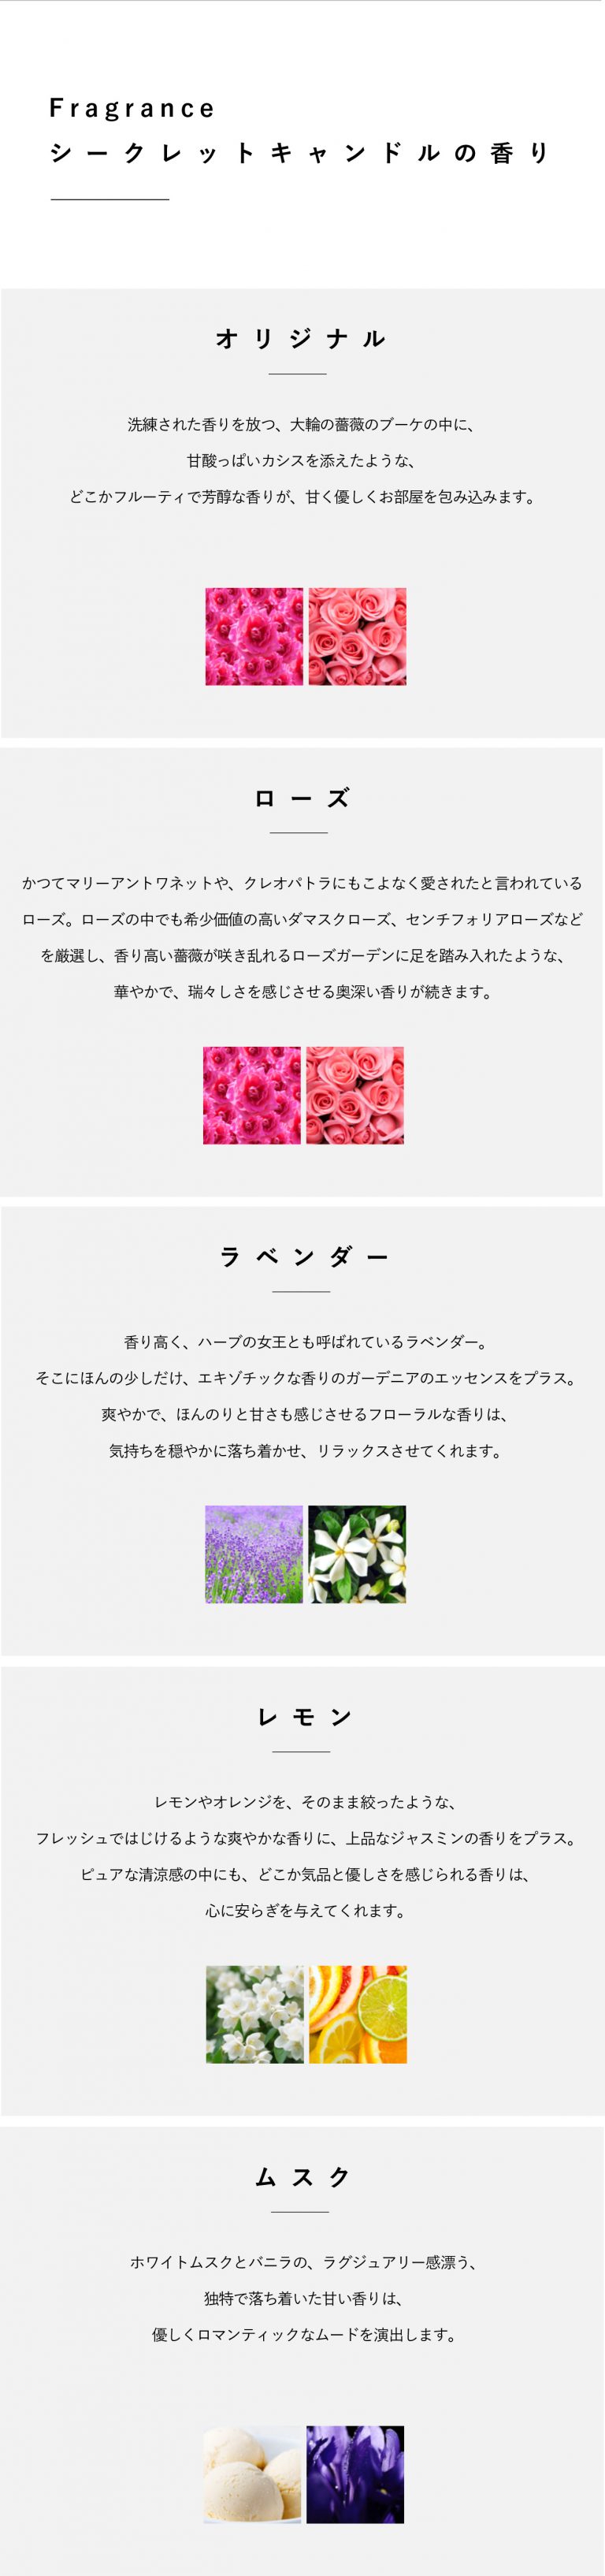 Fragrance
シークレットキャンドルの香り
オリジナル
洗練された香りを放つ、大輪の薔薇のブーケの中に、
甘酸っぱいカシスを添えたような、
どこかフルーティで芳醇な香りが、甘く優しくお部屋を包み込みます。
ローズ
かつてマリーアントワネットや、クレオパトラにもこよなく愛されたと言われている
ローズ。ローズの中でも希少価値の高いダマスクローズ、センチフォリアローズなど
を厳選し、香り高い薔薇が咲き乱れるローズガーデンに足を踏み入れたような、
華やかで、瑞々しさを感じさせる奥深い香りが続きます。
ラベンダー
香り高く、ハーブの女王とも呼ばれているラベンダー。
そこにほんの少しだけ、エキゾチックな香りのガーデニアのエッセンスをプラス。
爽やかで、ほんのりと甘さも感じさせるフローラルな香りは、
気持ちを穏やかに落ち着かせ、リラックスさせてくれます。
レモン
レモンやオレンジを、そのまま絞ったような、
フレッシュではじけるような爽やかな香りに、上品なジャスミンの香りをプラス。
ピュアな清涼感の中にも、どこか気品と優しさを感じられる香りは、
心に安らぎを与えてくれます。
ムスク
ホワイトムスクとバニラの、ラグジュアリー感漂う、
独特で落ち着いた甘い香りは、
優しくロマンティックなムードを演出します。